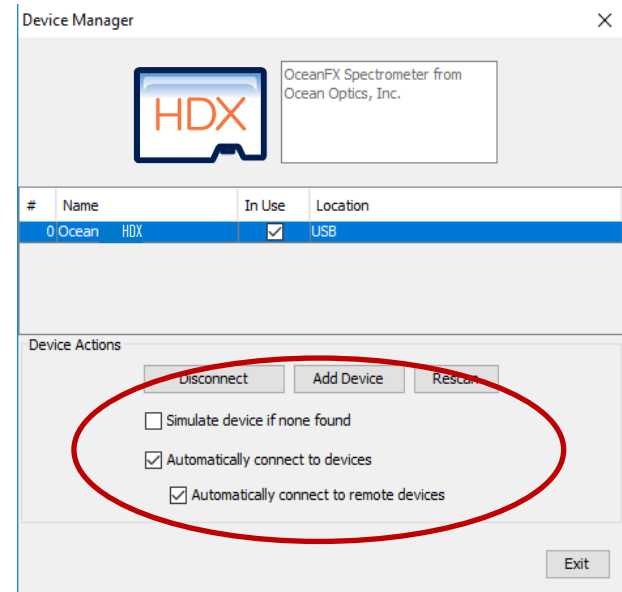 Device Manager
HDX
OceanFX Spectrometer from
Ocean Optics, Inc.
# Name In Use Location
0 Ocean HDX USB
Device Actions
Disconnect Add Device Rescan
Simulate device if none found
Automatically connect to devices
Automatically connect to remote devices
Exit